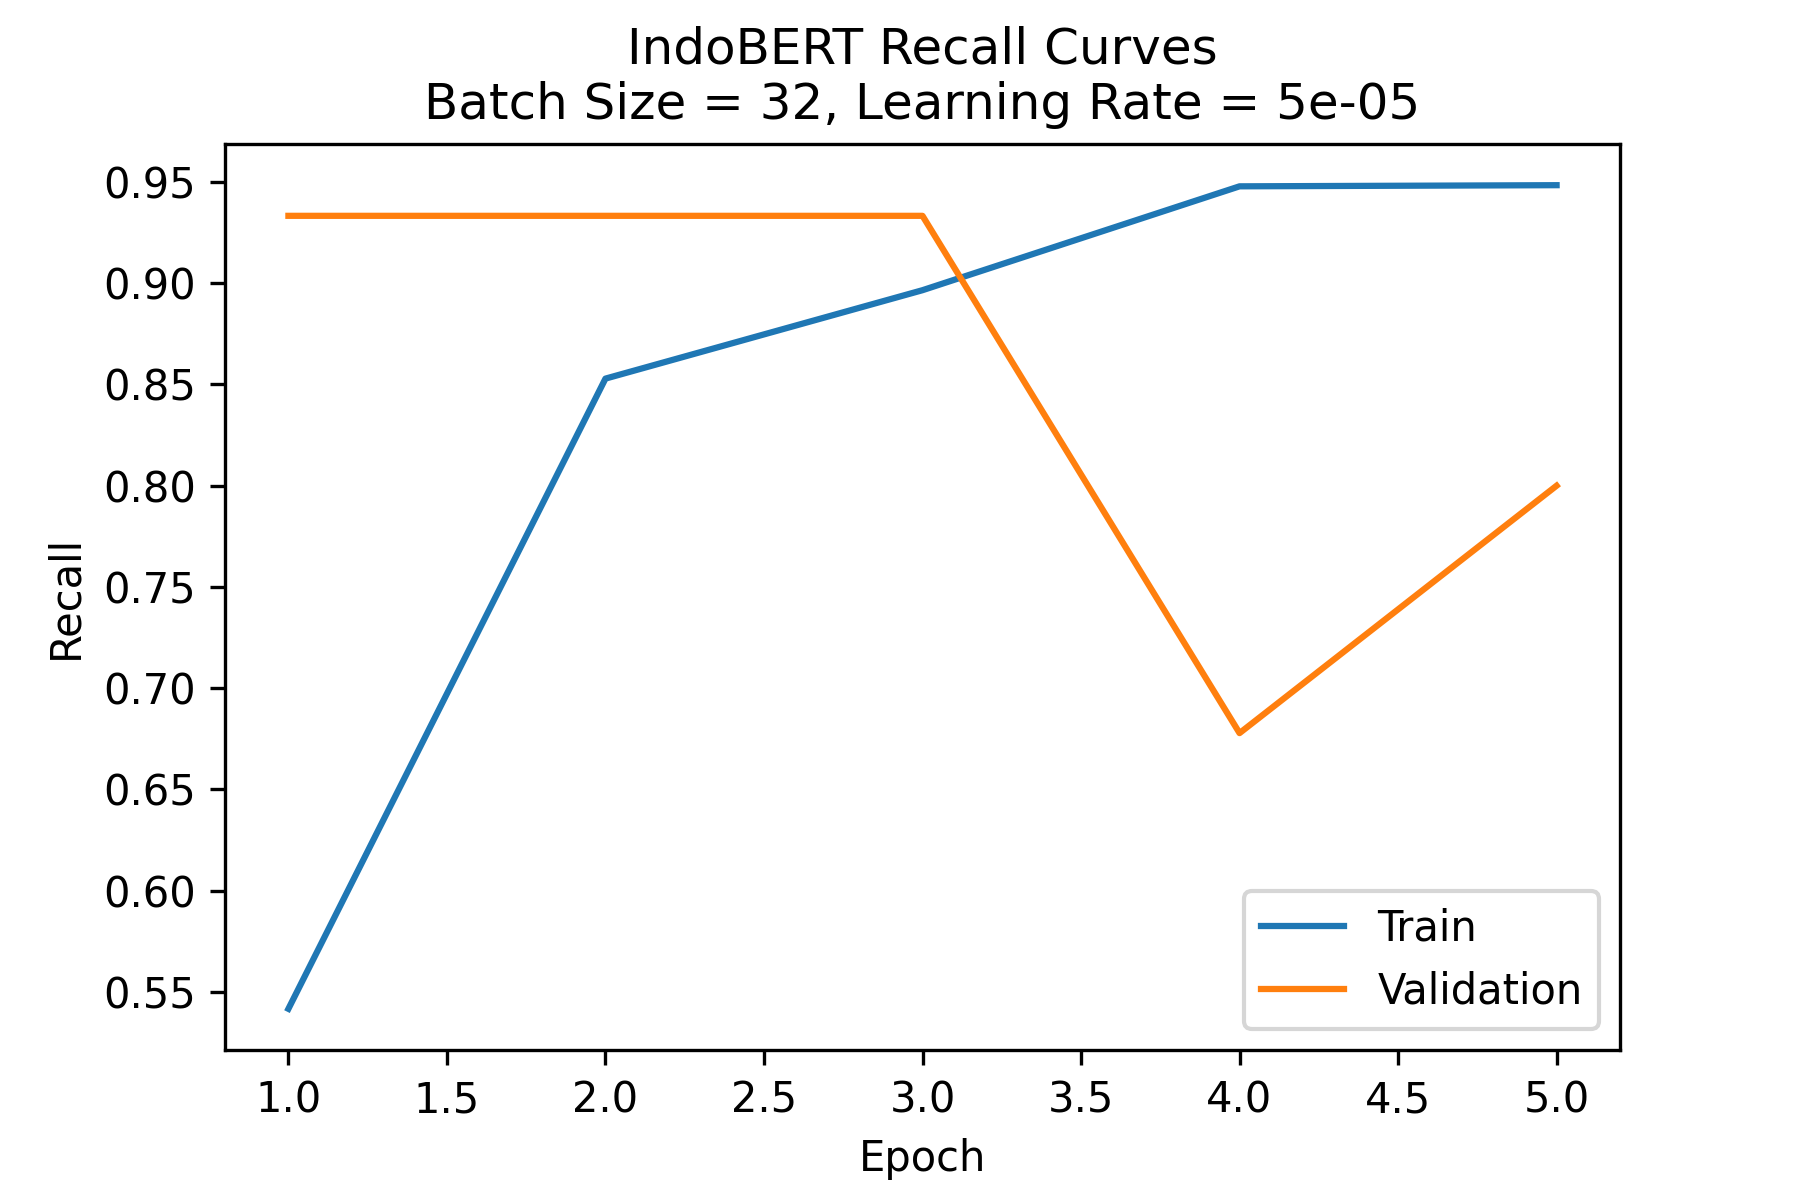 IndoBERT Recall Curves
Batch Size = 32, Learning Rate = 5e-05
0.95
0.90
0.85
0.80
0.75
0.70
0.65
0.60
0.55
Recall
Train
Validation
1.0 1.5 2.0 2.5 3.0 3.5 4.0 4.5 5.0
Epoch